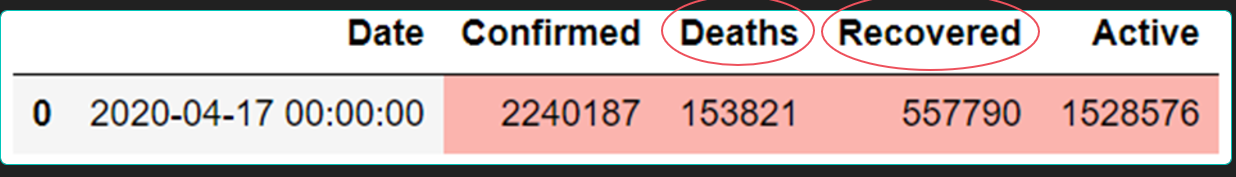 Date Confirmed Deaths Recovered Active
0 2020-04-17 00:00:00 2240187 153821 557790 1528576